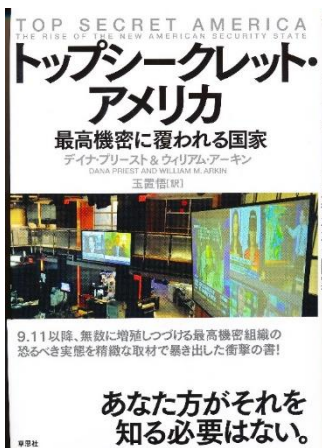 TOP SECRET AMERICA
THE RISE OF THE NEW AMERICAN SECURITY STATE
トップシークレット・
アメリカ
最高機密に覆われる国家
デイナ・プリースト&ウィリアム・アーキン
DANA PRIEST AND WILLIAM M. ARKIN
玉置悟[訳]
9.11以降、無数に増殖しつづける最高機密組織の
恐るべき実態を精緻な取材で暴き出した衝撃の書!
あなた方がそれを
知る必要はない。
草思社